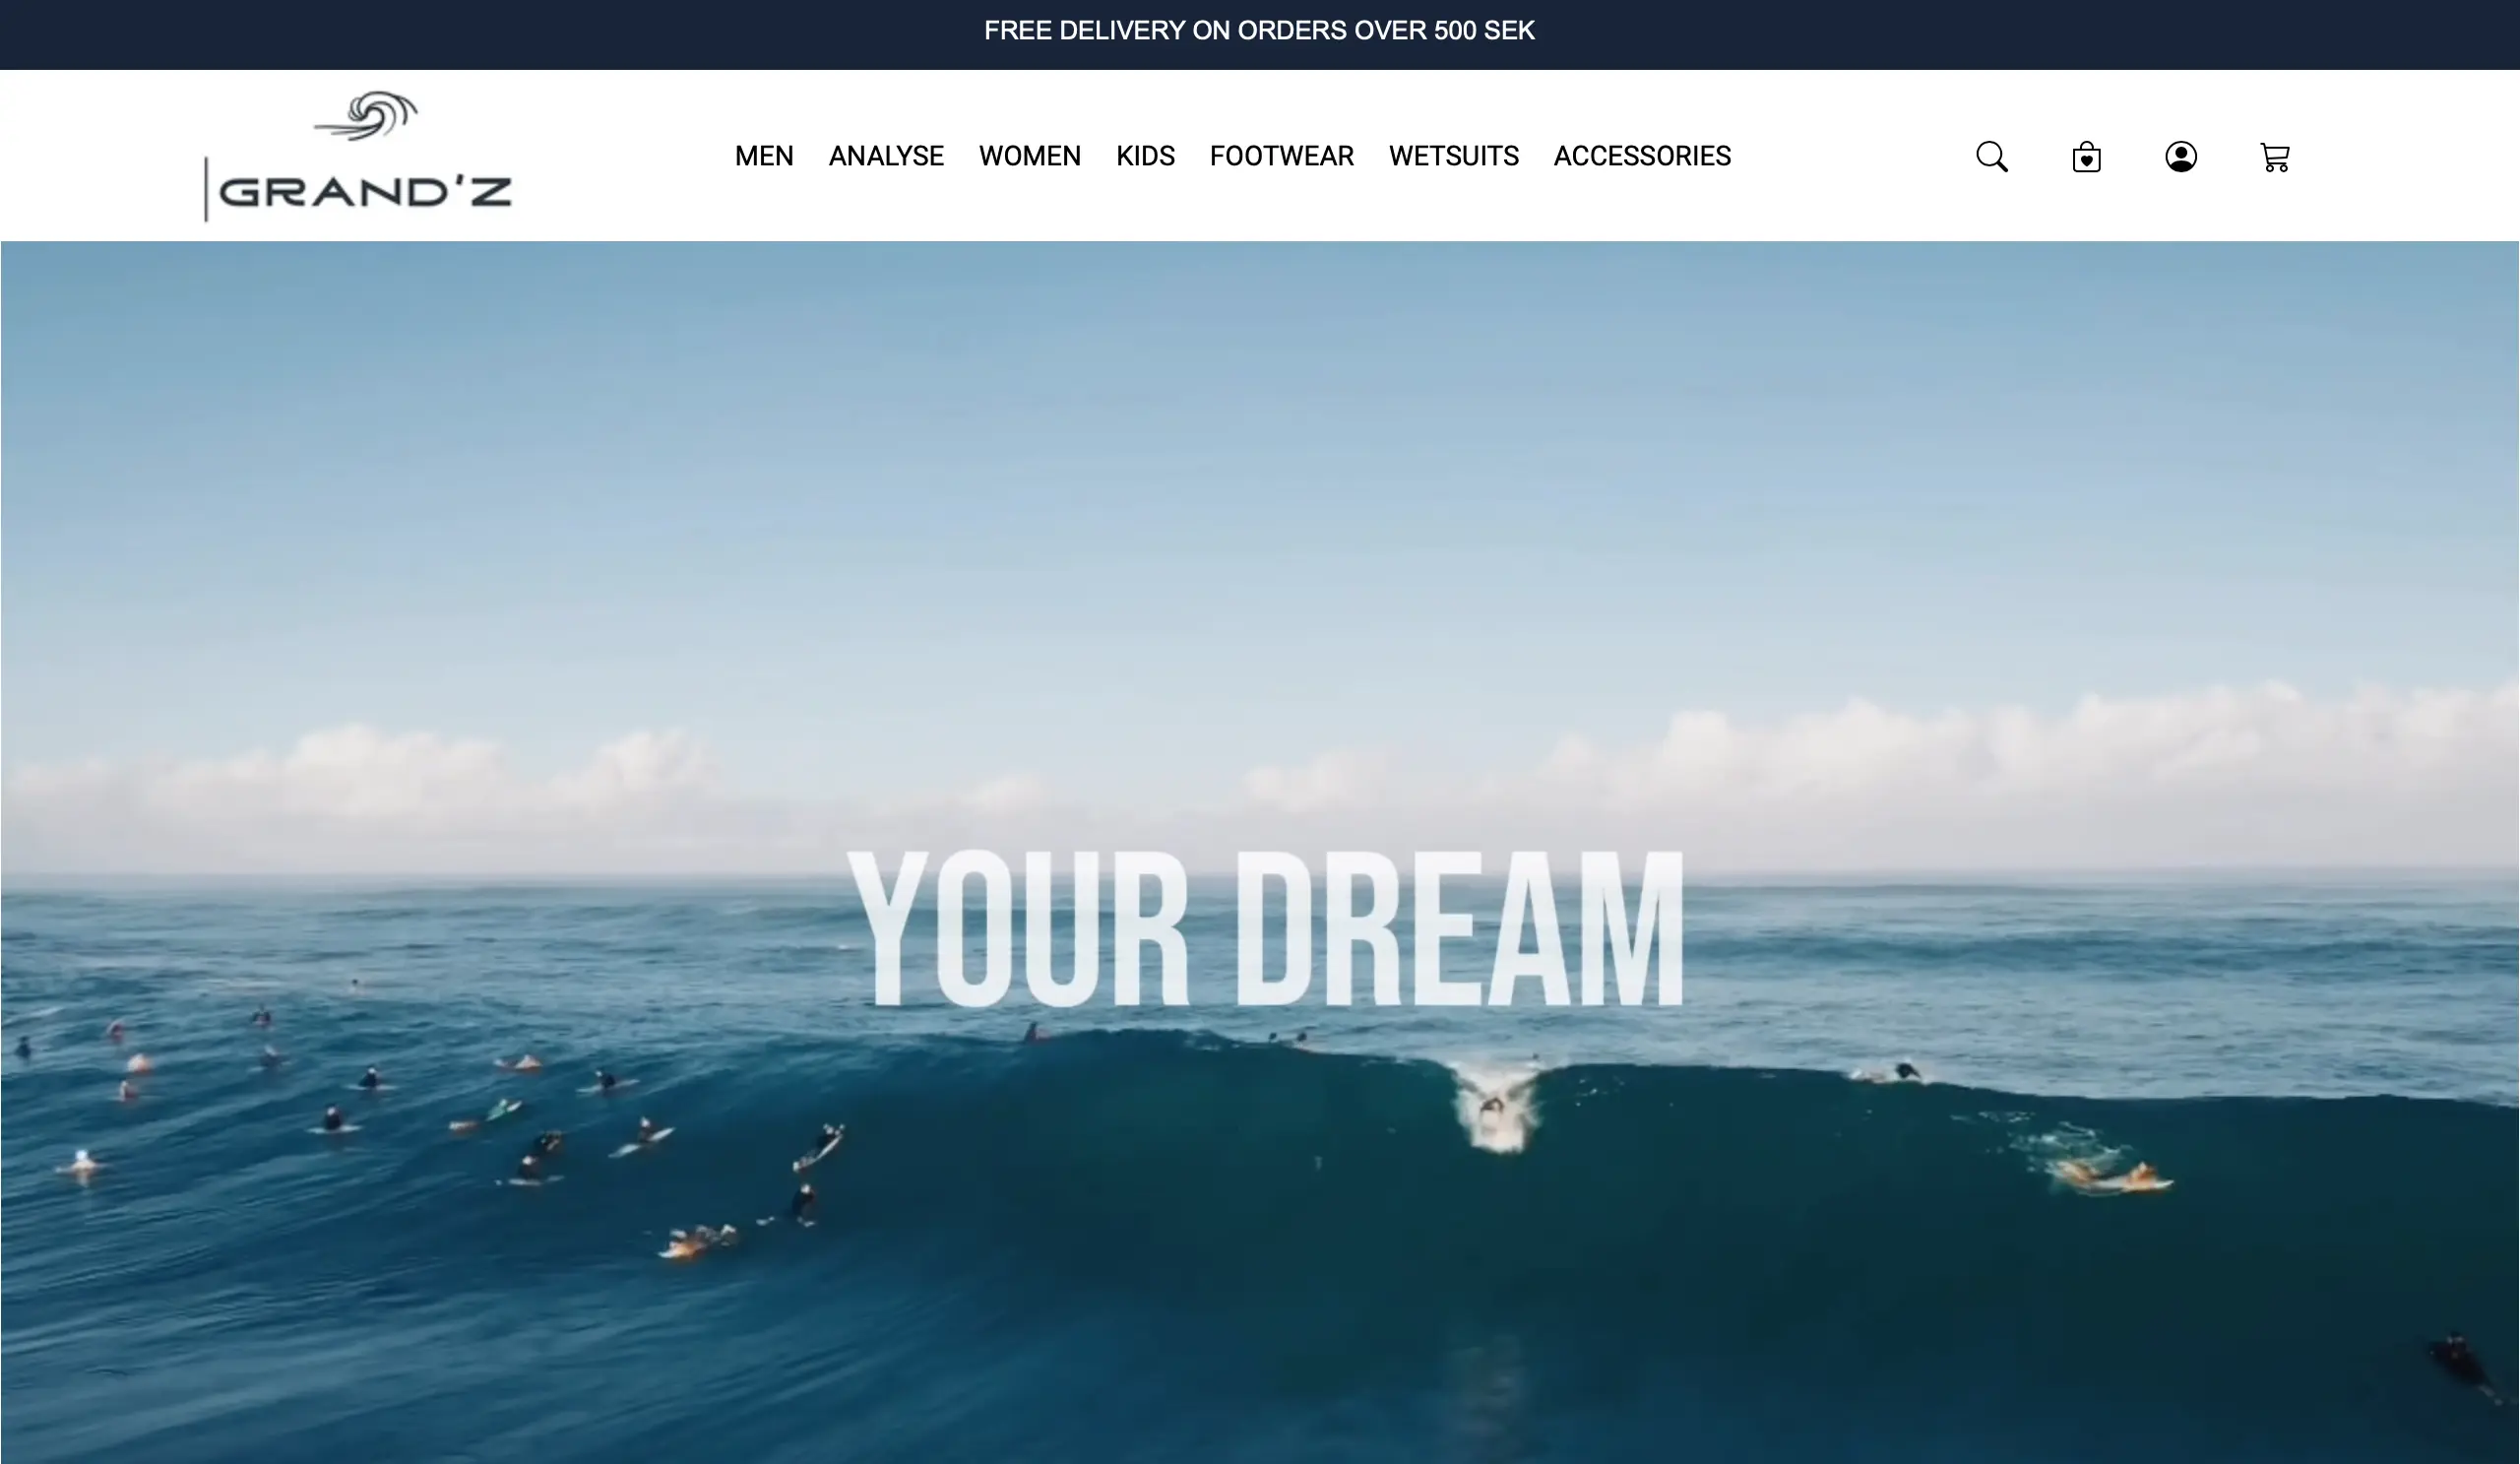 FREE DELIVERY ON ORDERS OVER 500 SEK
GRAND'Z
MEN ANALYSE WOMEN KIDS FOOTWEAR WETSUITS ACCESSORIES
YOUR DREAM